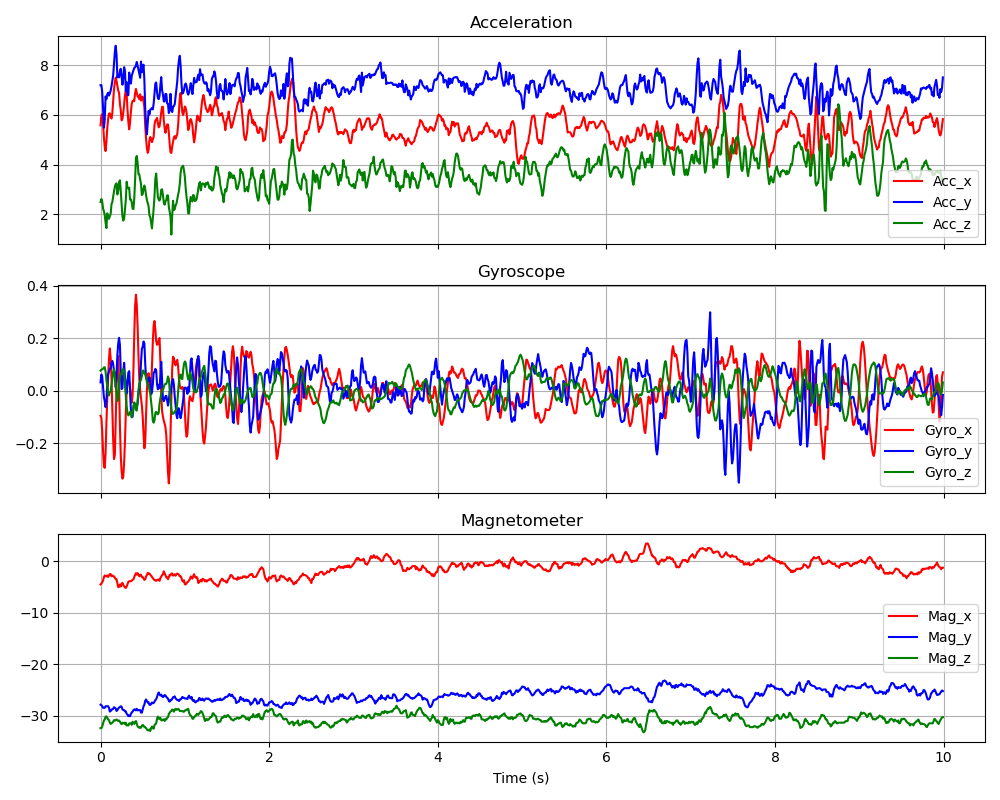 Acceleration
8
6
4
2
Acc_x
Acc_y
Acc_z
Gyroscope
0.4
0.2
0.0
−0.2
Gyro_x
Gyro_y
Gyro_z
Magnetometer
0
−10
−20
−30
Mag_x
Mag_y
Mag_z
0 2 4 6 8 10
Time (s)